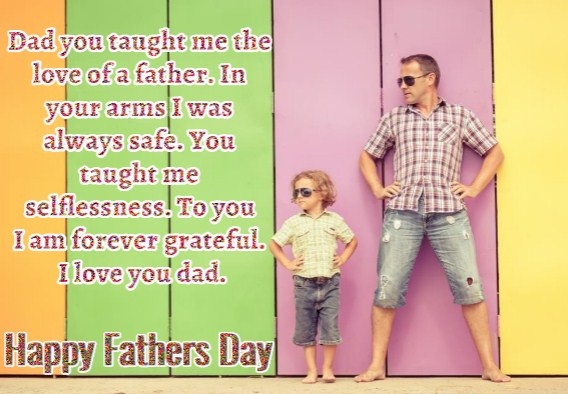 Dad you taught me the
love of a father. In
your arms I was
always safe. You
taught me
selflessness. To you
I am forever grateful.
I love you dad.
Happy Fathers Day